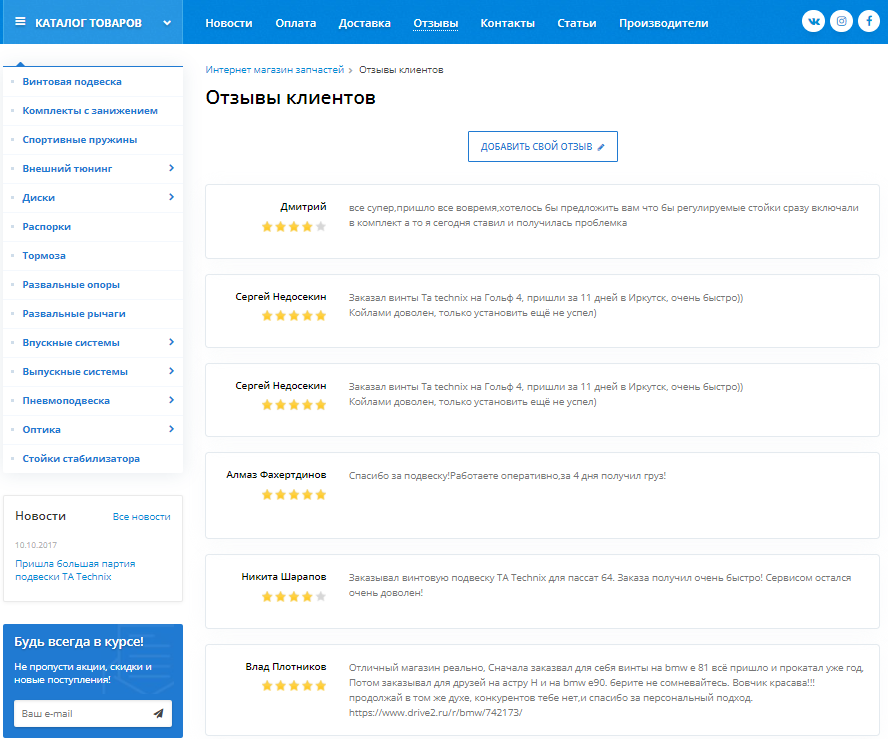 КАТАЛОГ ТОВАРОВ
Новости Оплата Доставка Отзывы Контакты Статьи Производители
Винтовая подвеска
Комплекты с занижением
Спортивные пружины
Внешний тюнинг
Диски
Распорки
Тормоза
Развальные опоры
Развальные рычаги
Впускные системы
Выпускные системы
Пневмоподвеска
Оптика
Стойки стабилизатора
Новости Все новости
10.10.2017
Пришла большая партия
подвески TA Technix
Будь всегда в курсе!
Не пропусти акции, скидки и
новые поступления!
Ваш e-mail
Интернет магазин запчастей > Отзывы клиентов
Отзывы клиентов
ДОБАВИТЬ СВОЙ ОТЗЫВ
Дмитрий
все супер,пришло все вовремя,хотелось бы предложить вам что бы регулируемые стойки сразу включали
в комплект а то я сегодня ставил и получилась проблемка
Сергей Недосекин
Заказал винты Ta technix на Гольф 4, пришли за 11 дней в Иркутск, очень быстро))
Койлами доволен, только установить ещё не успел)
Сергей Недосекин
Заказал винты Ta technix на Гольф 4, пришли за 11 дней в Иркутск, очень быстро))
Койлами доволен, только установить ещё не успел)
Алмаз Фахертдинов
Спасибо за подвеску!Работаете оперативно,за 4 дня получил груз!
Никита Шарапов
Заказывал винтовую подвеску TA Technix для пассат 64. Заказа получил очень быстро! Сервисом остался
очень доволен!
Влад Плотников
Отличный магазин реально, Сначала заказвал для себя винты на bmw e 81 всё пришло и прокатал уже год,
Потом заказывал для друзей на астру H и на bmw e90. берите не сомневайтесь. Вовчик красава!!!
продолжай в том же духе, конкурентов тебе нет,и спасибо за персональный подход.
https://www.drive2.ru/r/bmw/742173/